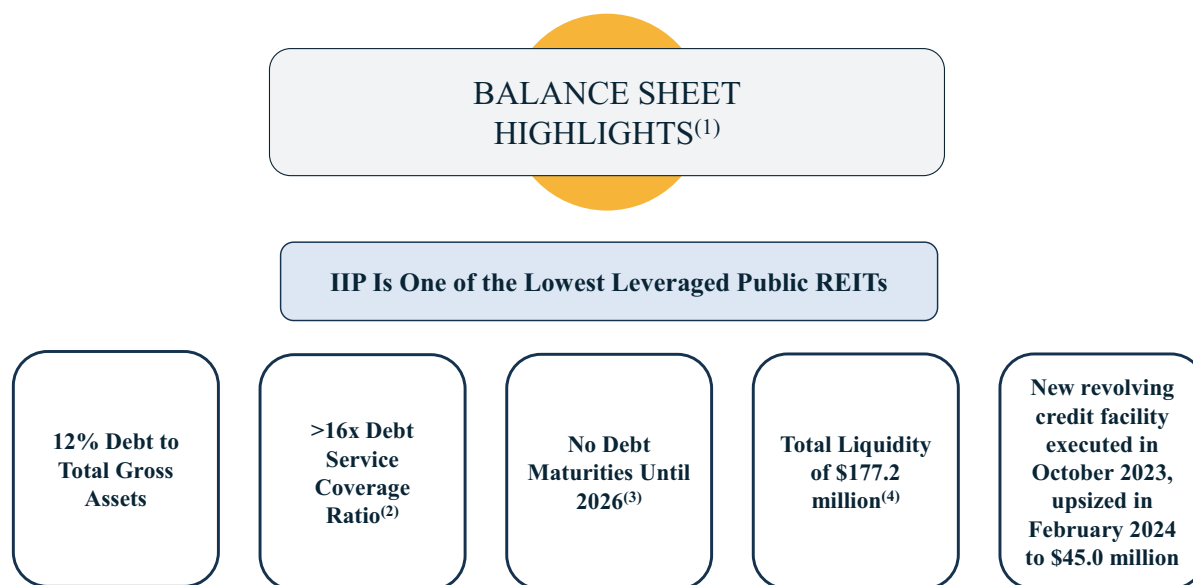 BALANCE SHEET
HIGHLIGHTS(1)
IIP Is One of the Lowest Leveraged Public REITs
12% Debt to
Total Gross
Assets
>16x Debt
Service
Coverage
Ratio(2)
No Debt
Maturities Until
2026(3)
Total Liquidity
of $177.2
million(4)
New revolving
credit facility
executed in
October 2023,
upsized in
February 2024
to $45.0 million